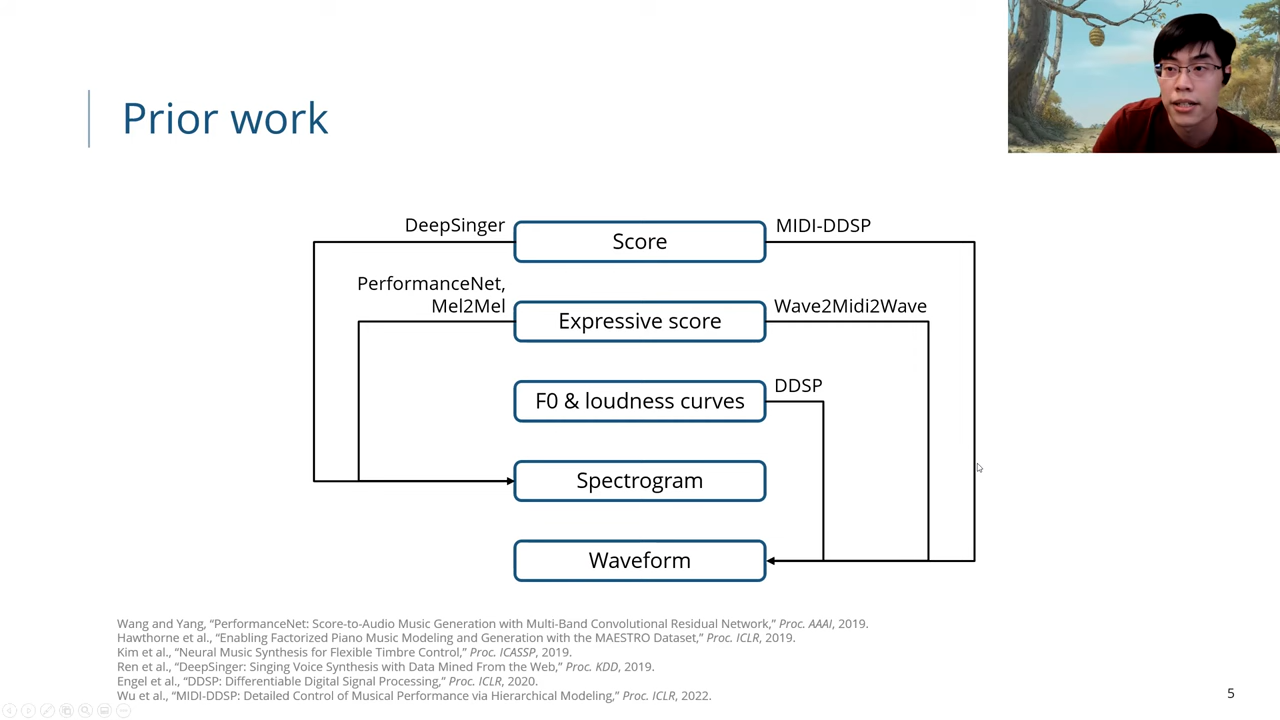 Prior work
DeepSinger
Score
MIDI-DDSP
PerformanceNet,
Mel2Mel
Expressive score
Wave2Midi2Wave
F0 & loudness curves
DDSP
Spectrogram
Waveform
Wang and Yang, “PerformanceNet: Score-to-Audio Music Generation with Multi-Band Convolutional Residual Network,” Proc. AAAI, 2019.
Hawthorne et al., “Enabling Factorized Piano Music Modeling and Generation with the MAESTRO Dataset,” Proc. ICLR, 2019.
Kim et al., “Neural Music Synthesis for Flexible Timbre Control,” Proc. ICASSP, 2019.
Ren et al., “DeepSinger: Singing Voice Synthesis with Data Mined From the Web,” Proc. KDD, 2019.
Engel et al., “DDSP: Differentiable Digital Signal Processing,” Proc. ICLR, 2020.
Wu et al., “MIDI-DDSP: Detailed Control of Musical Performance via Hierarchical Modeling,” Proc. ICLR, 2022.
5